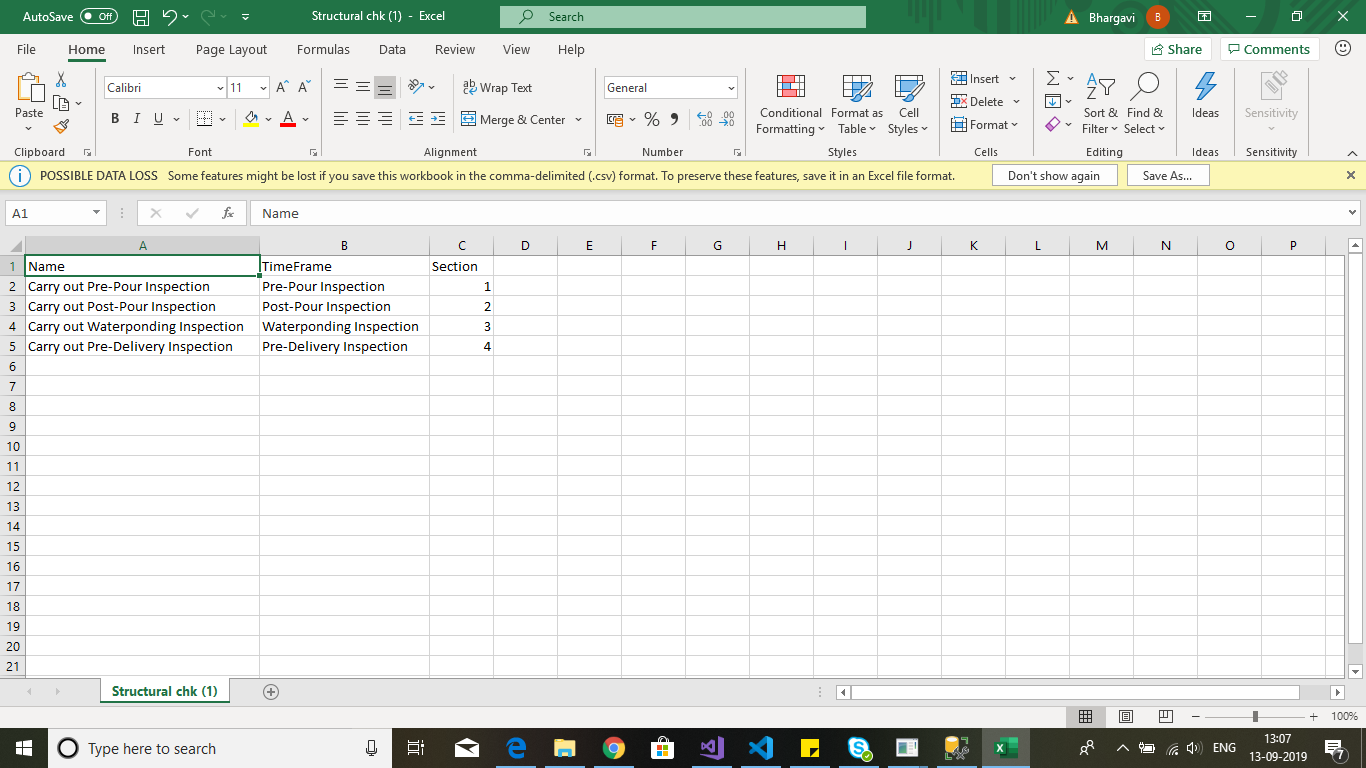 AutoSave Off Structural chk (1) - Excel Search Bhargavi B
File Home Insert Page Layout Formulas Data Review View Help Share Comments
Calibri 11 A A Wrap Text General Insert
Paste B I U A Merge & Center % Conditional Formatting Format as Table Cell Styles Delete Format Sort & Filter Find & Select Ideas Sensitivity
Clipboard Font Alignment Number Styles Cells Editing Ideas Sensitivity
POSSIBLE DATA LOSS Some features might be lost if you save this workbook in the comma-delimited (.csv) format. To preserve these features, save it in an Excel file format. Don't show again Save As...
A1 fx Name
A B C D E F G H I J K L M N O P
1 Name TimeFrame Section
2 Carry out Pre-Pour Inspection Pre-Pour Inspection 1
3 Carry out Post-Pour Inspection Post-Pour Inspection 2
4 Carry out Waterponding Inspection Waterponding Inspection 3
5 Carry out Pre-Delivery Inspection Pre-Delivery Inspection 4
6
7
8
9
10
11
12
13
14
15
16
17
18
19
20
21
Structural chk (1)
100%
Type here to search ENG 13:07
13-09-2019 7